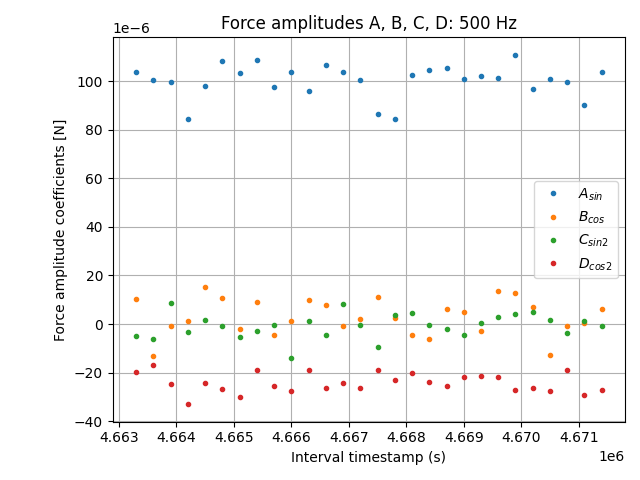 Force amplitudes A, B, C, D: 500 Hz
1e−6
Force amplitude coefficients [N]
100
80
60
40
20
0
−20
−40
A_sin
B_cos
C_sin2
D_cos2
4.663 4.664 4.665 4.666 4.667 4.668 4.669 4.670 4.671
1e6
Interval timestamp (s)